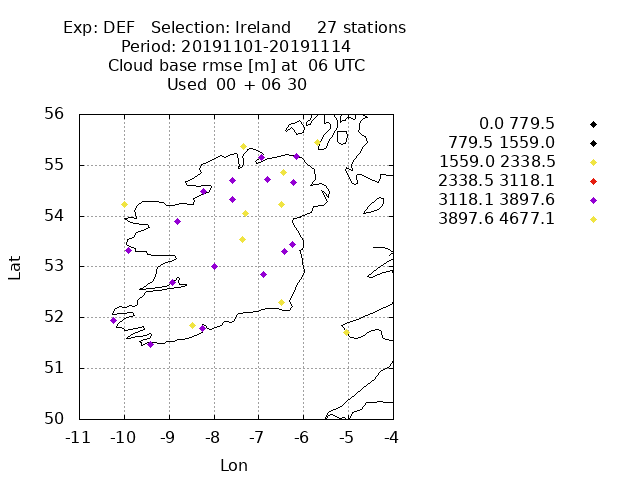 Exp: DEF Selection: Ireland 27 stations
Period: 20191101-20191114
Cloud base rmse [m] at 06 UTC
Used 00 + 06 30
0.0 779.5
779.5 1559.0
1559.0 2338.5
2338.5 3118.1
3118.1 3897.6
3897.6 4677.1
56
55
54
53
52
51
50
Lat
-11 -10 -9 -8 -7 -6 -5 -4
Lon